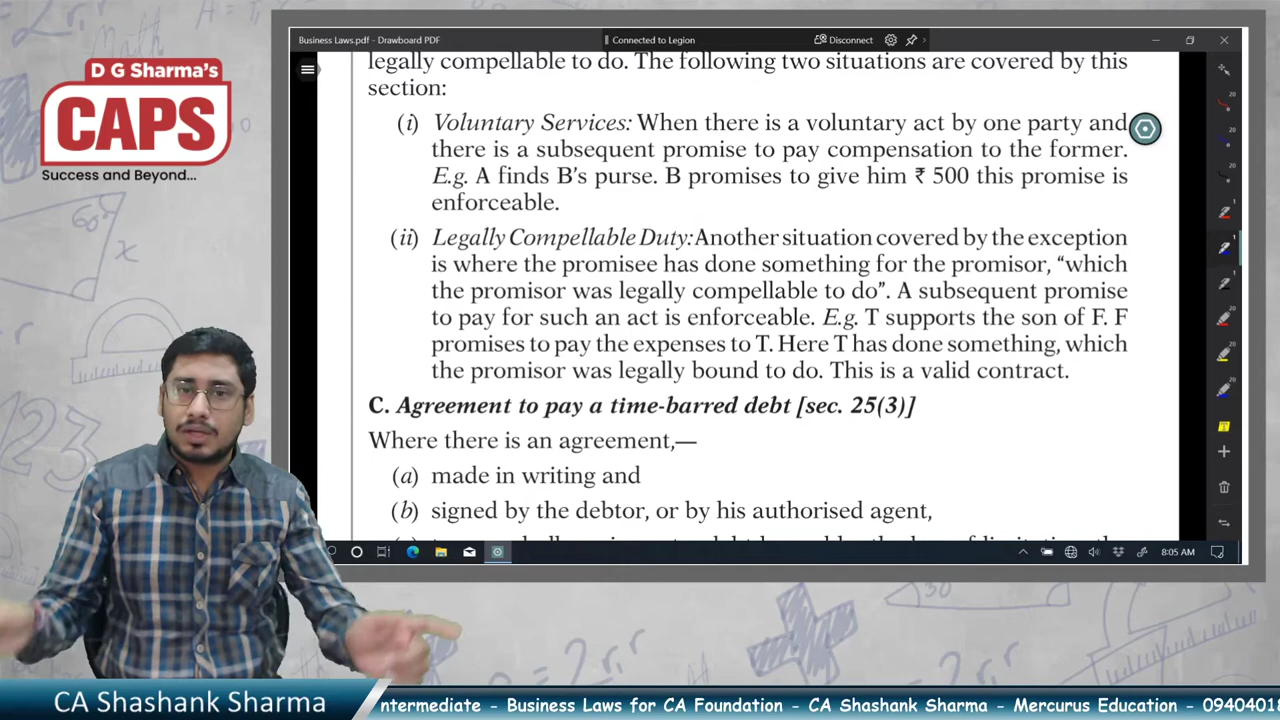 D G Sharma's
CAPS
Success and Beyond...
Business Laws.pdf - Drawboard PDF
Connected to Legion
Disconnect
legally compellable to do. The following two situations are covered by this
section:
(i) Voluntary Services: When there is a voluntary act by one party and
there is a subsequent promise to pay compensation to the former.
E.g. A finds B's purse. B promises to give him ₹ 500 this promise is
enforceable.
(ii) Legally Compellable Duty:Another situation covered by the exception
is where the promisee has done something for the promisor, “which
the promisor was legally compellable to do”. A subsequent promise
to pay for such an act is enforceable. E.g. T supports the son of F. F
promises to pay the expenses to T. Here T has done something, which
the promisor was legally bound to do. This is a valid contract.
C. Agreement to pay a time-barred debt [sec. 25(3)]
Where there is an agreement,—
(a) made in writing and
(b) signed by the debtor, or by his authorised agent,
8:05 AM
CA Shashank Sharma
ntermediate - Business Laws for CA Foundation - CA Shashank Sharma - Mercurus Education - 0940401